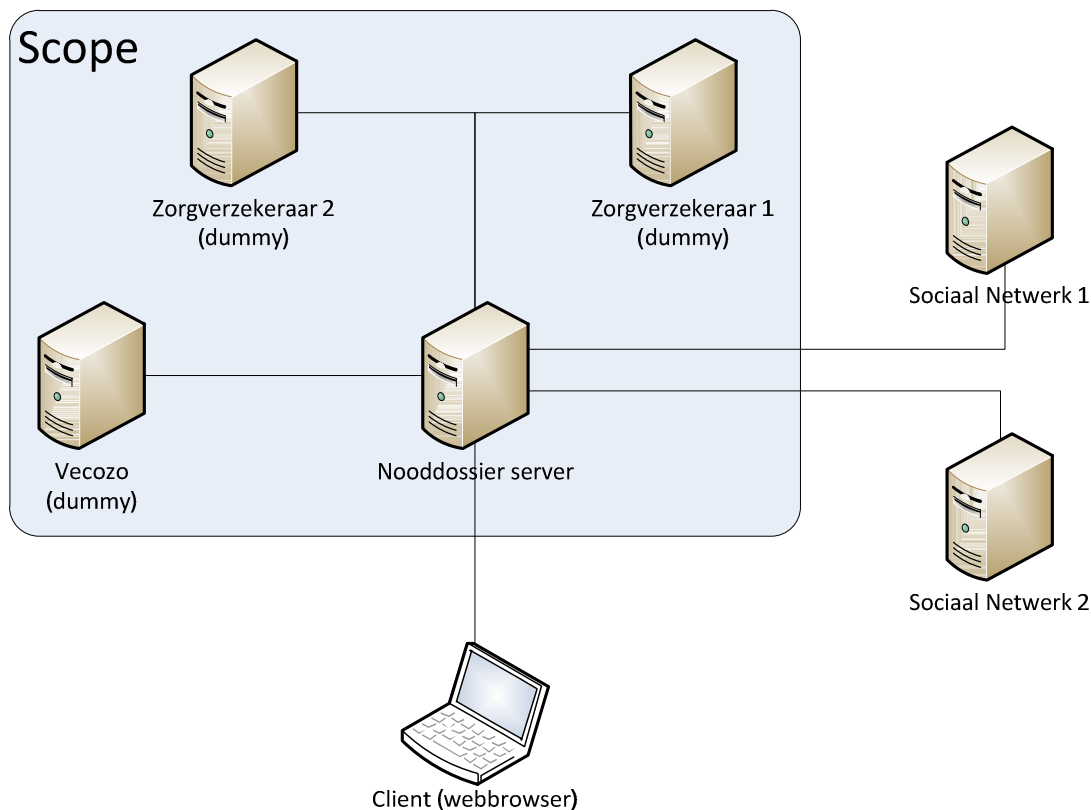 Scope
Zorgverzekeraar 2
(dummy)
Zorgverzekeraar 1
(dummy)
Sociaal Netwerk 1
Vecozo
(dummy)
Nooddossier server
Sociaal Netwerk 2
Client (webbrowser)